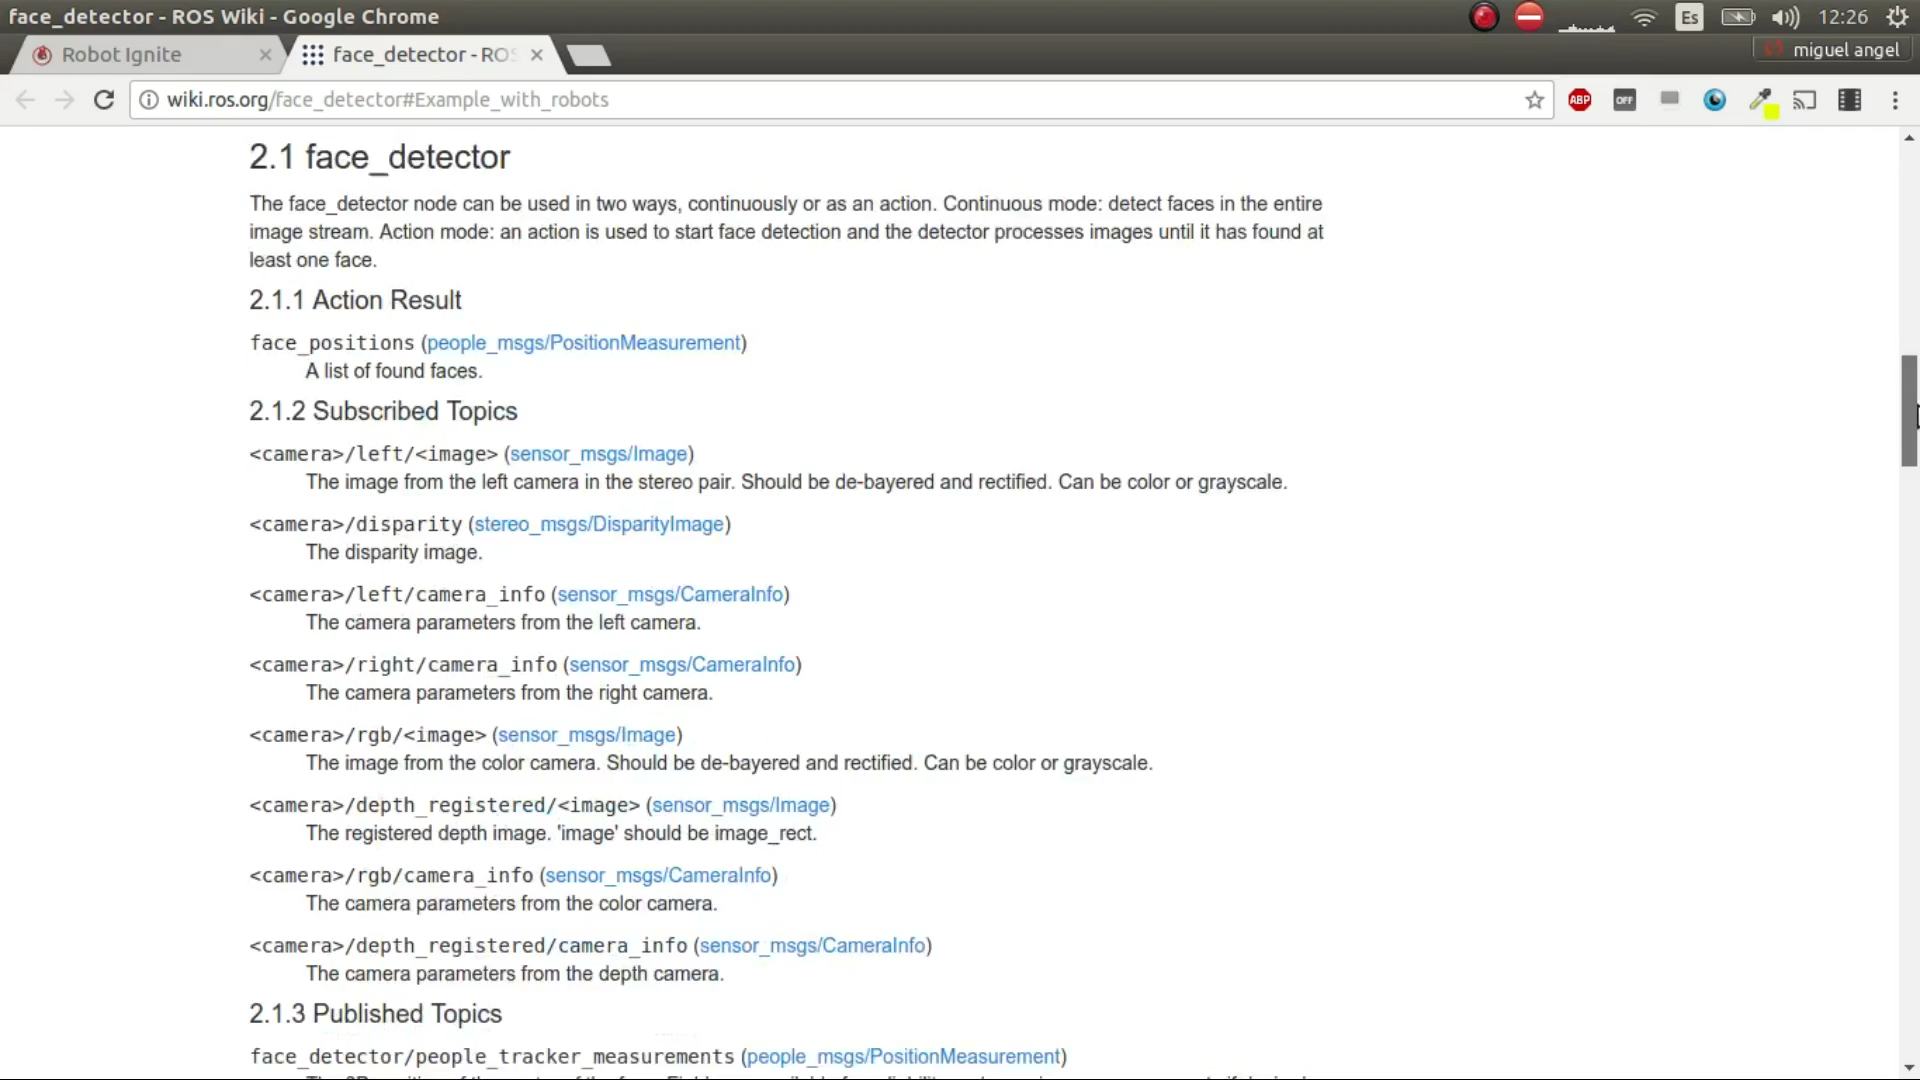 face_detector - ROS Wiki - Google Chrome
Es
12:26
Robot Ignite
face_detector - ROS
miguel angel
wiki.ros.org/face_detector#Example_with_robots
ABP
OFF
2.1 face_detector
The face_detector node can be used in two ways, continuously or as an action. Continuous mode: detect faces in the entire
image stream. Action mode: an action is used to start face detection and the detector processes images until it has found at
least one face.
2.1.1 Action Result
face_positions (people_msgs/PositionMeasurement)
A list of found faces.
2.1.2 Subscribed Topics
<camera>/left/<image> (sensor_msgs/Image)
The image from the left camera in the stereo pair. Should be de-bayered and rectified. Can be color or grayscale.
<camera>/disparity (stereo_msgs/DisparityImage)
The disparity image.
<camera>/left/camera_info (sensor_msgs/CameraInfo)
The camera parameters from the left camera.
<camera>/right/camera_info (sensor_msgs/CameraInfo)
The camera parameters from the right camera.
<camera>/rgb/<image> (sensor_msgs/Image)
The image from the color camera. Should be de-bayered and rectified. Can be color or grayscale.
<camera>/depth_registered/<image> (sensor_msgs/Image)
The registered depth image. 'image' should be image_rect.
<camera>/rgb/camera_info (sensor_msgs/CameraInfo)
The camera parameters from the color camera.
<camera>/depth_registered/camera_info (sensor_msgs/CameraInfo)
The camera parameters from the depth camera.
2.1.3 Published Topics
face_detector/people_tracker_measurements (people_msgs/PositionMeasurement)